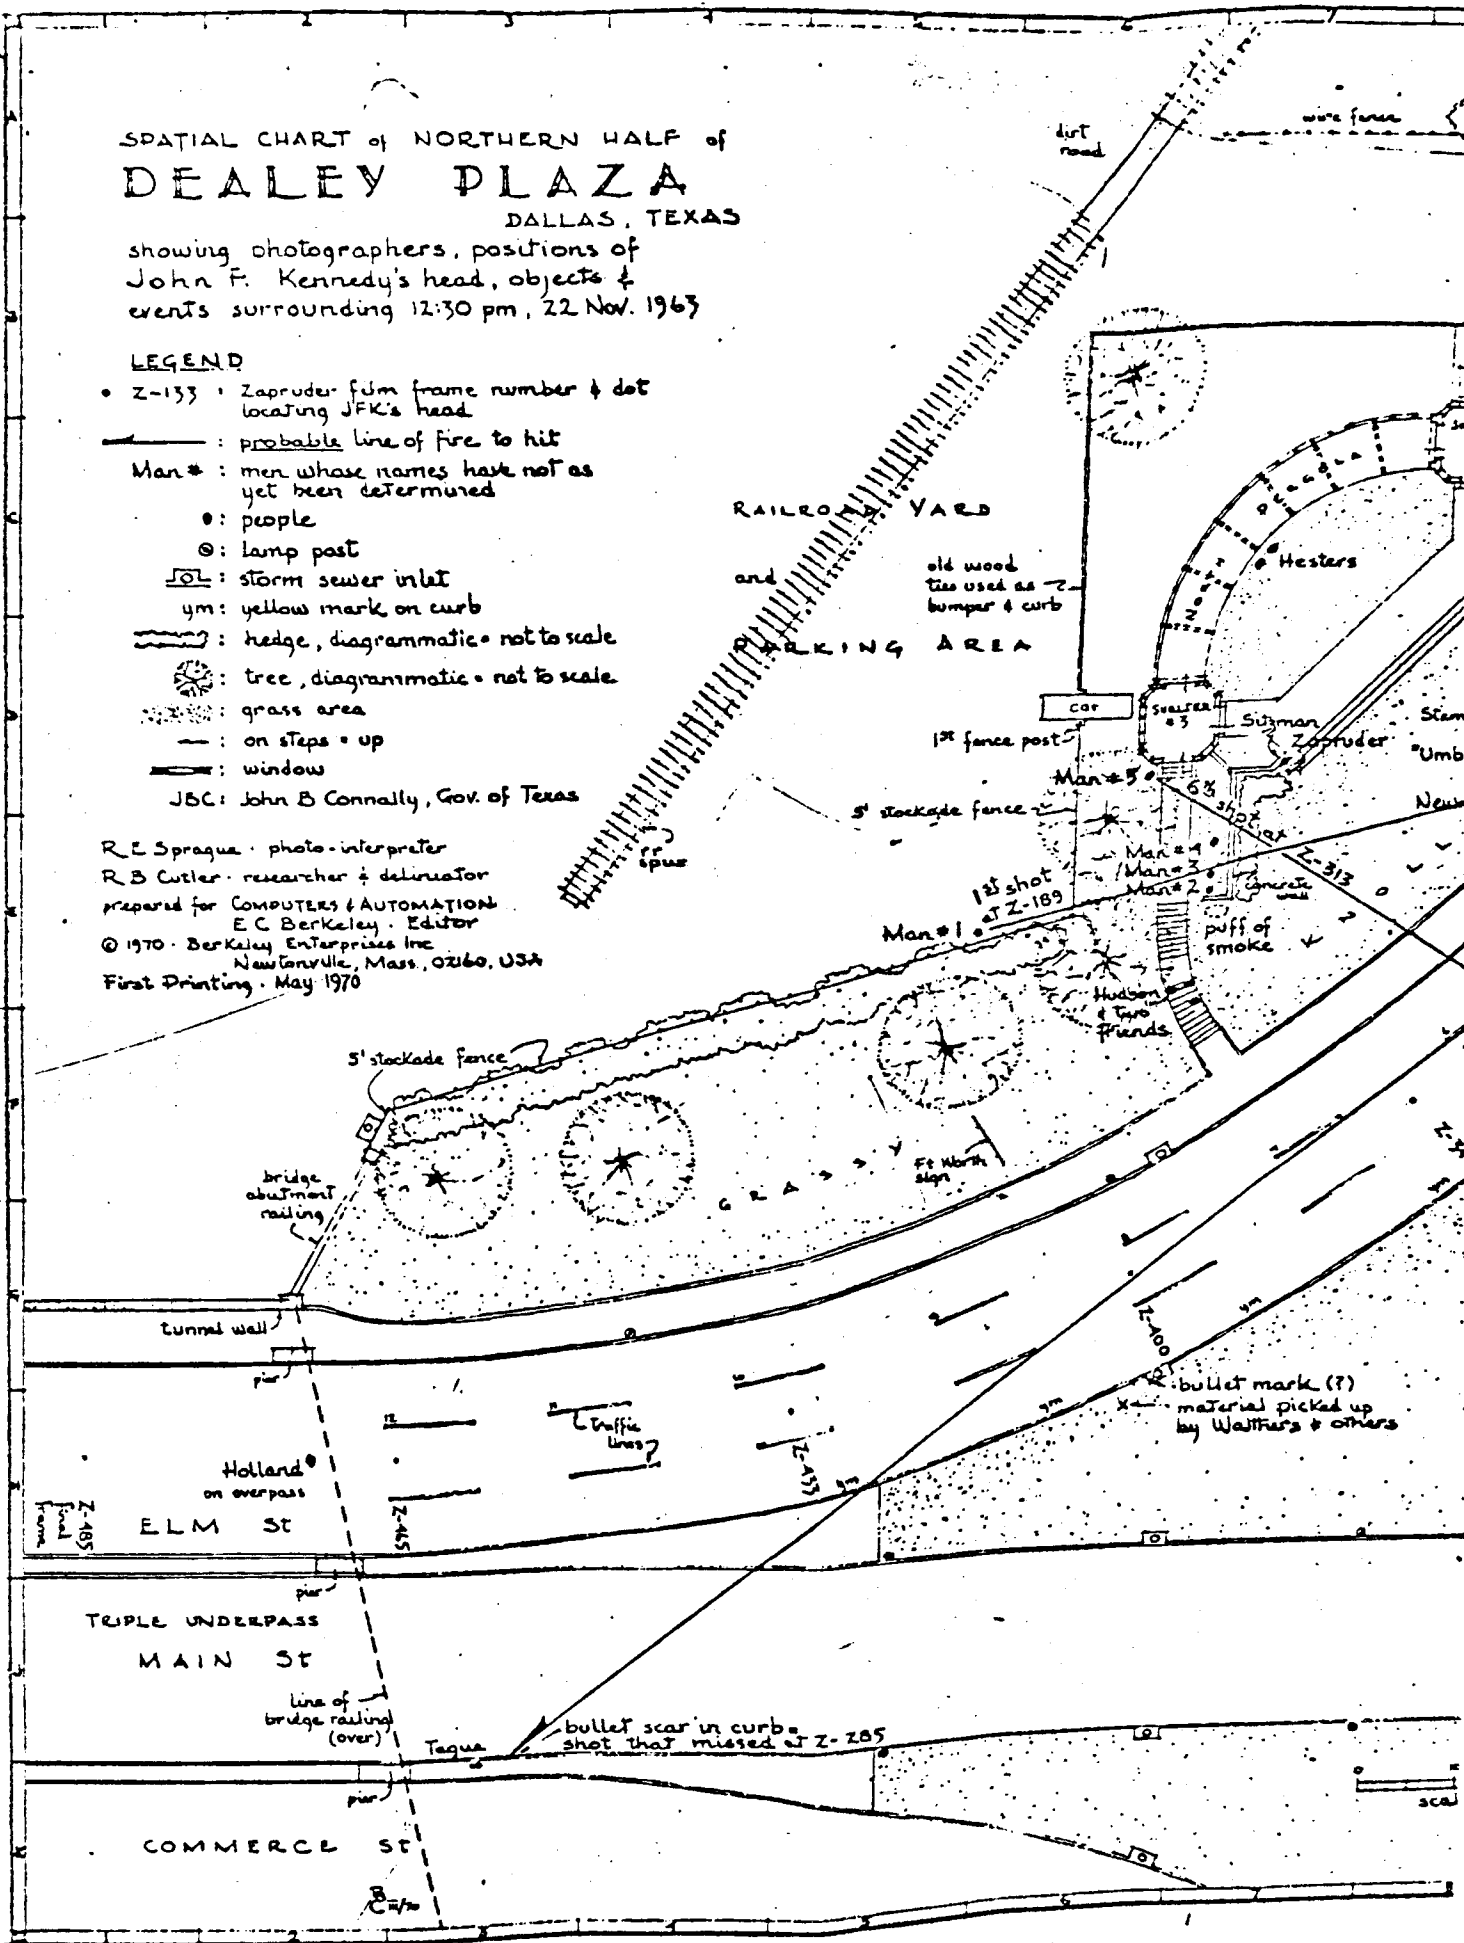 SPATIAL CHART of NORTHERN HALF of
DEALEY PLAZA
DALLAS, TEXAS
showing photographers, positions of
John F. Kennedy's head, objects &
events surrounding 12:30 pm, 22 Nov. 1963
LEGEND
Z-133 : Zapruder film frame number & dot
locating JFK's head
: probable line of fire to hit
Man # : men whose names have not as
yet been determined
: people
: lamp post
: storm sewer inlet
ym : yellow mark on curb
: hedge, diagrammatic • not to scale
: tree, diagrammatic • not to scale
: grass area
: on steps • up
: window
JBC : John B Connally, Gov. of Texas
R E Sprague • photo-interpreter
R B Cutler • researcher & delineator
prepared for COMPUTERS & AUTOMATION
E C Berkeley • Editor
© 1970 • Berkeley Enterprises Inc
Newtonville, Mass., 02160, USA
First Printing • May 1970
dirt
road
wire fence
RAILROAD YARD
and
PARKING AREA
old wood
ties used as
bumper & curb
NORTH PERGOLA
Hesters
car
SHELTER
#3
Sitzman
Zapruder
1st fence post
Man #5
5' stockade fence
rr
spur
Man #4
Man #3
Man #2
concrete
wall
Z-313
1st shot
at Z-189
Man #1
puff of
smoke
Hudson
& two
friends
5' stockade fence
bridge
abutment
railing
GRASSY
Ft Worth
sign
tunnel wall
pier
Z-400
ym
ym
ym
bullet mark (?)
material picked up
by Walthers & others
traffic
lines
Z-433
Holland
on overpass
Z-485
final
frame
Z-465
ELM St
pier
TRIPLE UNDERPASS
MAIN St
line of
bridge railing
(over)
Tague
bullet scar in curb •
shot that missed at Z-285
pier
COMMERCE St